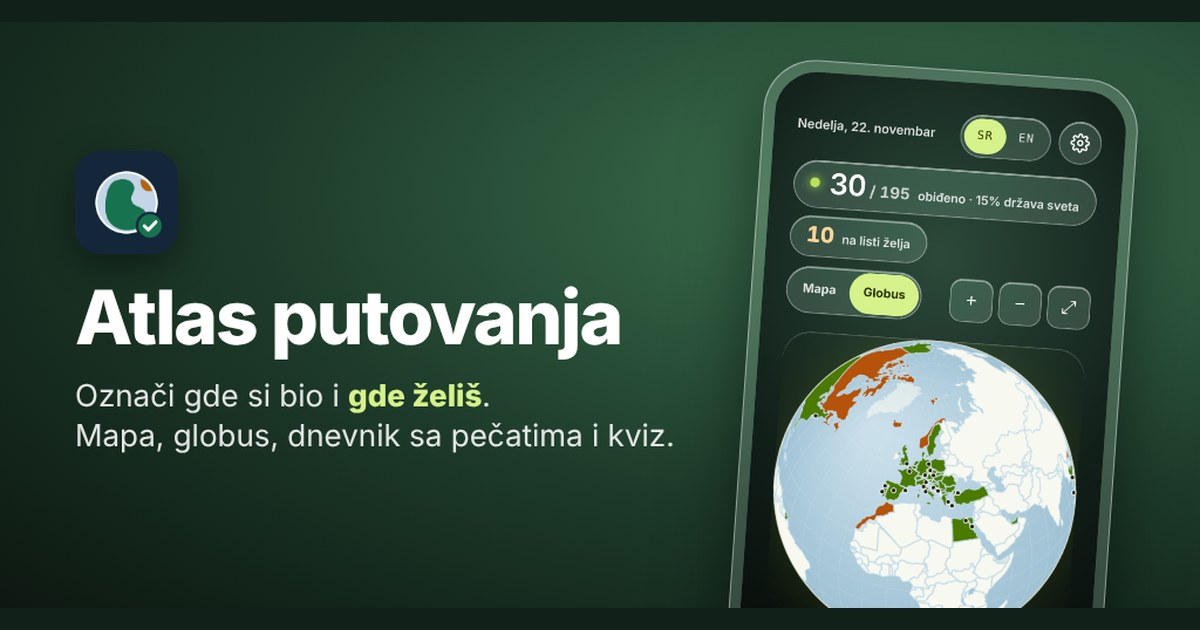 Atlas putovanja
Označi gde si bio i gde želiš.
Mapa, globus, dnevnik sa pečatima i kviz.
Nedelja, 22. novembar
SR EN
30 / 195 obiđeno · 15% država sveta
10 na listi želja
Mapa Globus + −